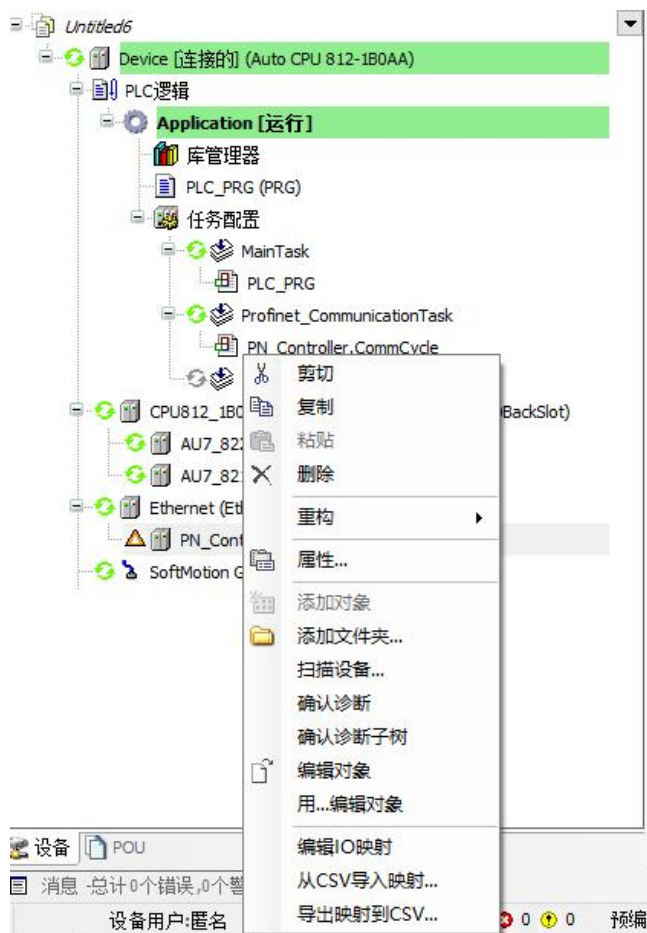 Untitled6
Device [连接的] (Auto CPU 812-1B0AA)
PLC逻辑
Application [运行]
库管理器
PLC_PRG (PRG)
任务配置
MainTask
PLC_PRG
Profinet_CommunicationTask
PN_Controller.CommCycle
CPU812_1B0 BackSlot)
AU7_822
AU7_821
Ethernet (Eth
PN_Cont
SoftMotion G
剪切
复制
粘贴
删除
重构
属性...
添加对象
添加文件夹...
扫描设备...
确认诊断
确认诊断子树
编辑对象
用...编辑对象
编辑IO映射
从CSV导入映射...
导出映射到CSV...
设备 POU
消息 -总计0个错误,0个警
设备用户:匿名 0 0 预编